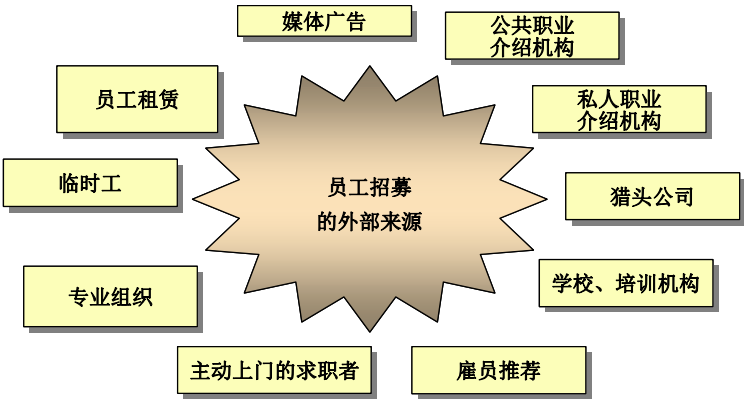 媒体广告
公共职业
介绍机构
员工租赁
私人职业
介绍机构
临时工
员工招募
的外部来源
猎头公司
专业组织
学校、培训机构
主动上门的求职者
雇员推荐